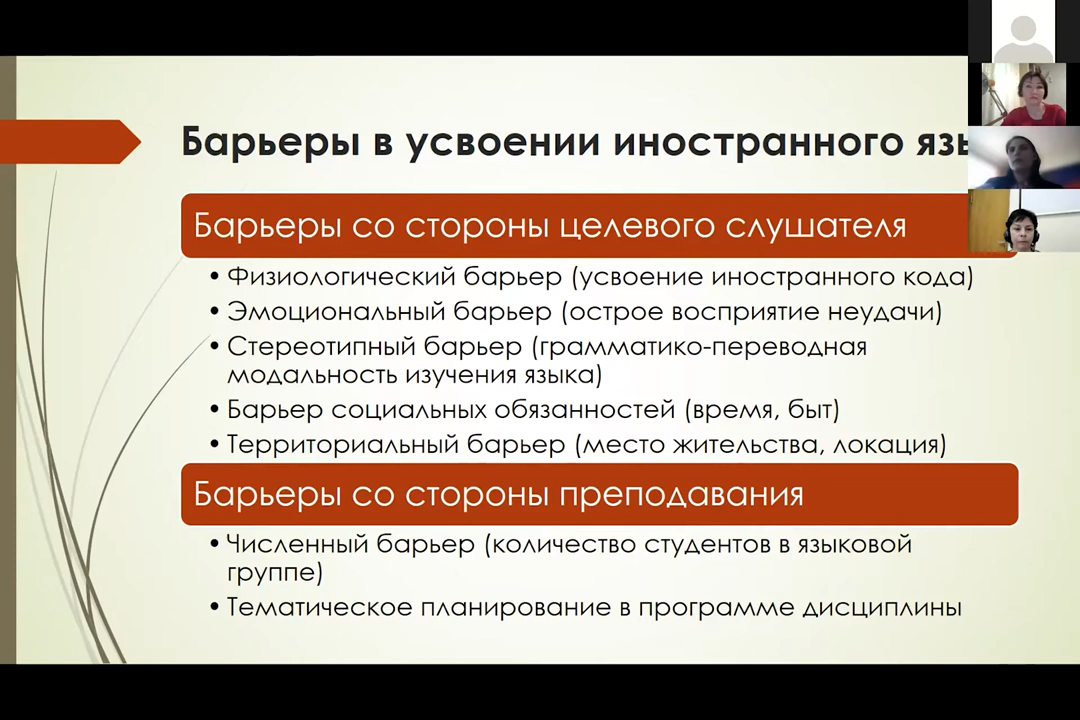 Барьеры в усвоении иностранного
Барьеры со стороны целевого слушателя
• Физиологический барьер (усвоение иностранного кода)
• Эмоциональный барьер (острое восприятие неудачи)
• Стереотипный барьер (грамматико-переводная
модальность изучения языка)
• Барьер социальных обязанностей (время, быт)
• Территориальный барьер (место жительства, локация)
Барьеры со стороны преподавания
• Численный барьер (количество студентов в языковой
группе)
• Тематическое планирование в программе дисциплины